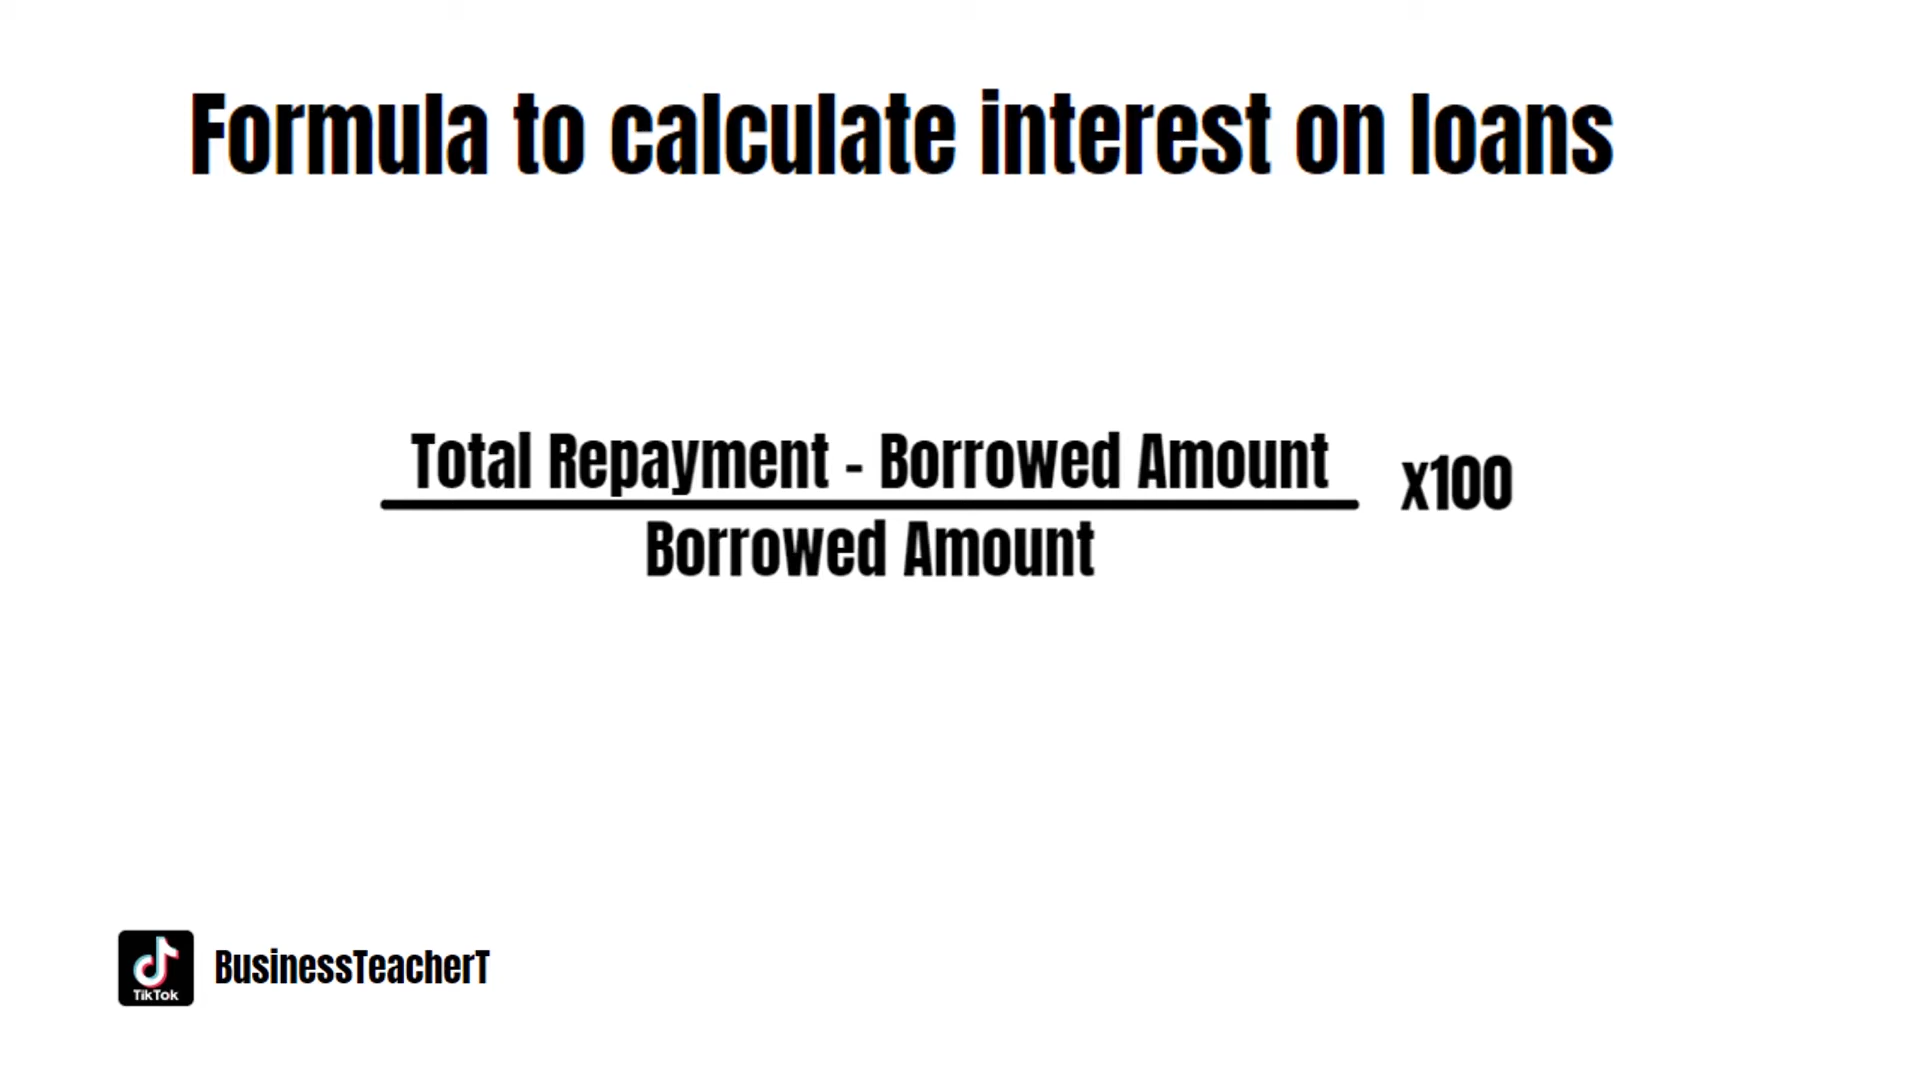 Formula to calculate interest on loans
Total Repayment - Borrowed Amount
x100
Borrowed Amount
TikTok
BusinessTeacherT